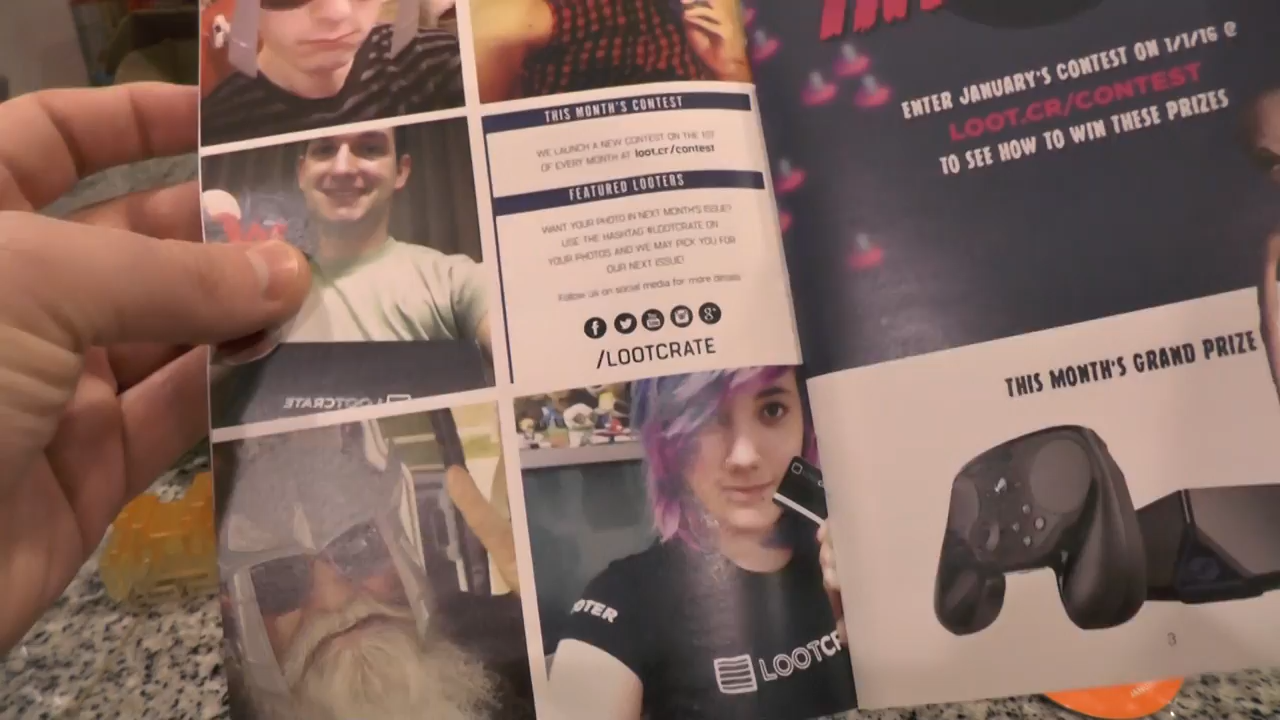 THIS MONTH'S CONTEST
WE LAUNCH A NEW CONTEST ON THE 1ST
OF EVERY MONTH AT loot.cr/contest
FEATURED LOOTERS
WANT YOUR PHOTO IN NEXT MONTH'S ISSUE?
USE THE HASHTAG #LOOTCRATE ON
YOUR PHOTOS AND WE MAY PICK YOU FOR
OUR NEXT ISSUE!
Follow us on social media for more details
/LOOTCRATE
LOOTCRATE
OTER
LOOTCR
ENTER JANUARY'S CONTEST ON 1/1/16 @
LOOT.CR/CONTEST
TO SEE HOW TO WIN THESE PRIZES
THIS MONTH'S GRAND PRIZE
3